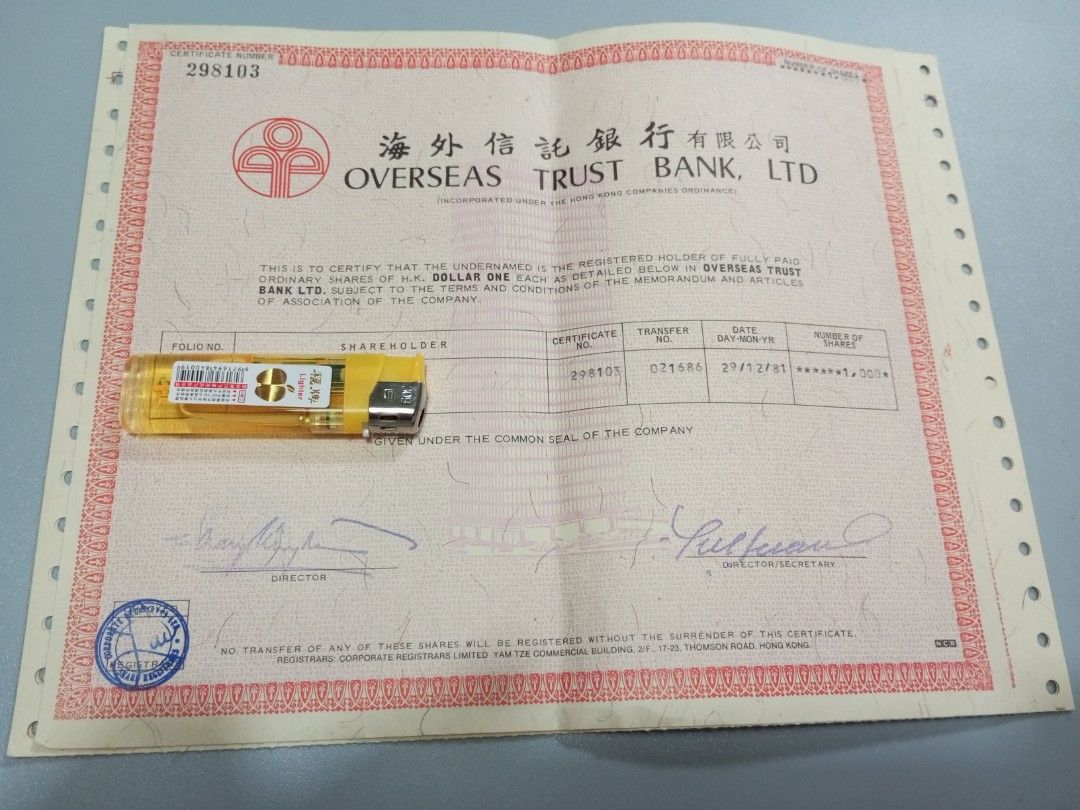 CERTIFICATE NUMBER
298103
NUMBER OF SHARES
海外信託銀行有限公司
OVERSEAS TRUST BANK, LTD
(INCORPORATED UNDER THE HONG KONG COMPANIES ORDINANCE)
THIS IS TO CERTIFY THAT THE UNDERNAMED IS THE REGISTERED HOLDER OF FULLY PAID
ORDINARY SHARES OF H.K. DOLLAR ONE EACH AS DETAILED BELOW IN OVERSEAS TRUST
BANK LTD. SUBJECT TO THE TERMS AND CONDITIONS OF THE MEMORANDUM AND ARTICLES
OF ASSOCIATION OF THE COMPANY.
FOLIO NO. SHAREHOLDER CERTIFICATE NO. TRANSFER NO. DATE DAY-MON-YR NUMBER OF SHARES
298103 021686 29/12/81 ******1,000*
Lighter
GIVEN UNDER THE COMMON SEAL OF THE COMPANY
DIRECTOR
DIRECTOR/SECRETARY
NO TRANSFER OF ANY OF THESE SHARES WILL BE REGISTERED WITHOUT THE SURRENDER OF THIS CERTIFICATE
REGISTRARS: CORPORATE REGISTRARS LIMITED YAM TZE COMMERCIAL BUILDING, 2/F., 17-23, THOMSON ROAD, HONG KONG.
NCR